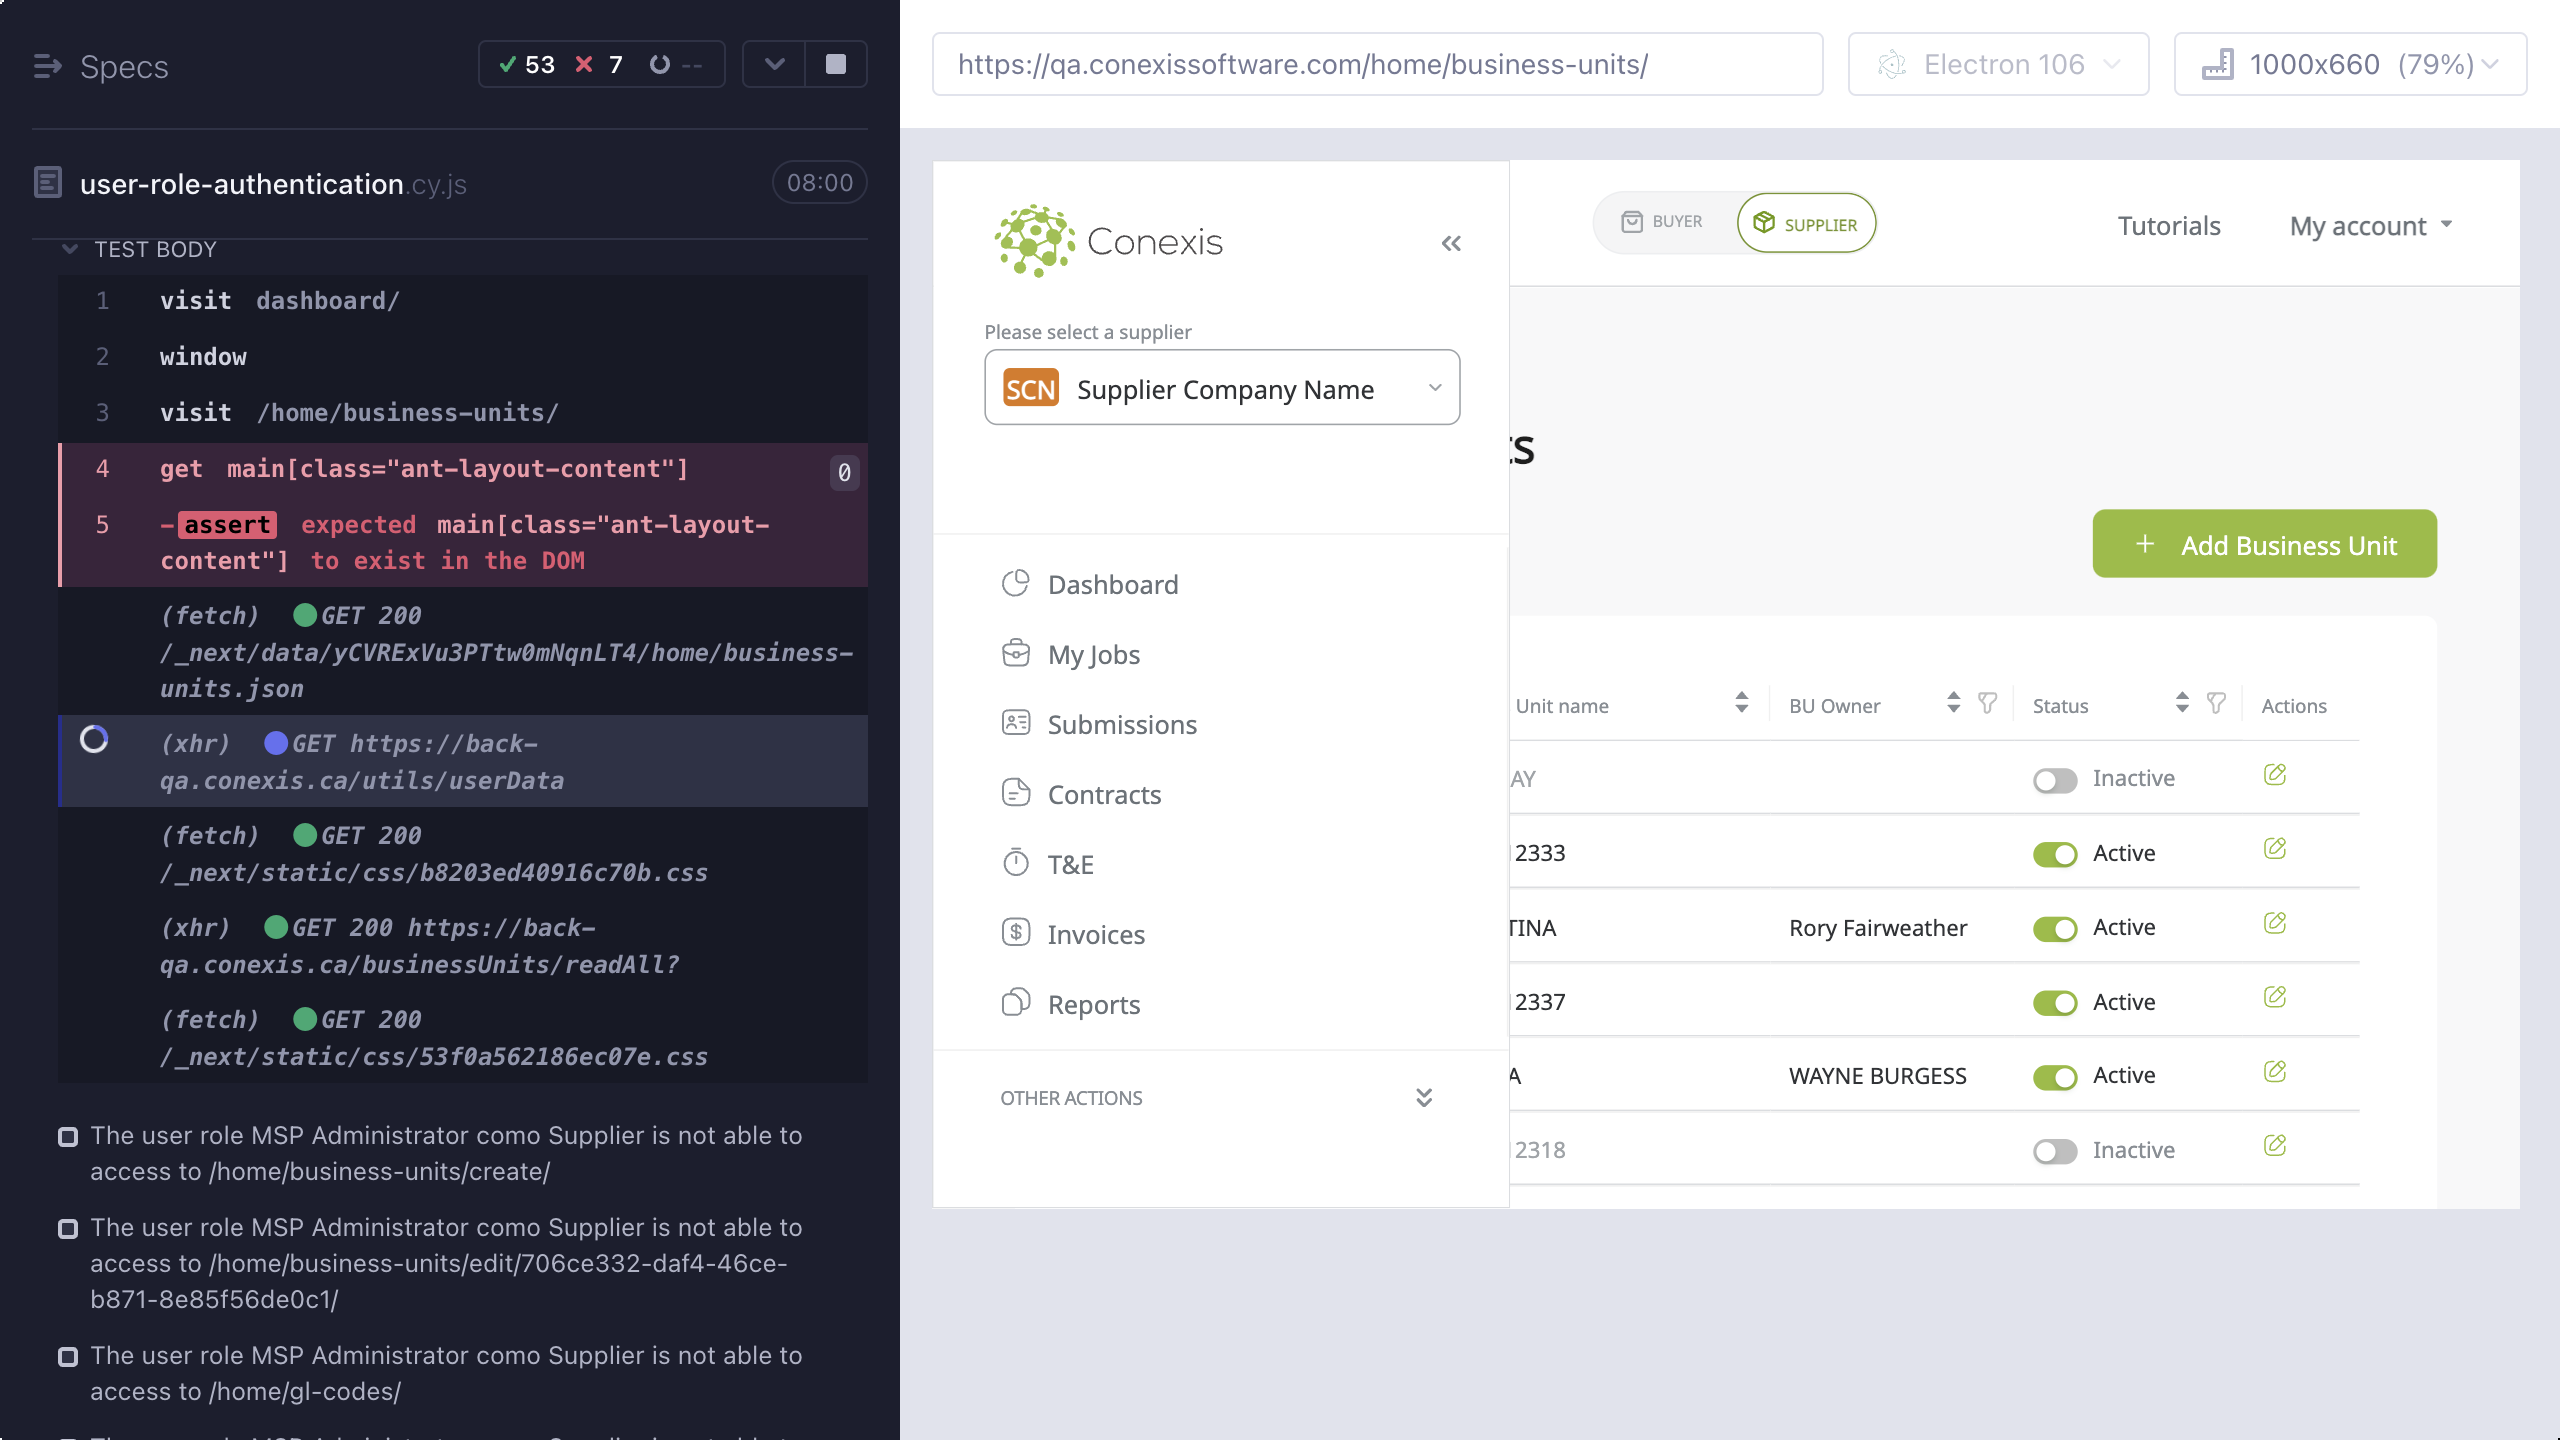 Specs
53 7 --
user-role-authentication.cy.js
08:00
TEST BODY
1 visit dashboard/
2 window
3 visit /home/business-units/
4 get main[class="ant-layout-content"] 0
5 -assert expected main[class="ant-layout-
content"] to exist in the DOM
(fetch) GET 200
/_next/data/yCVRExVu3PTtw0mNqnLT4/home/business-
units.json
(xhr) GET https://back-
qa.conexis.ca/utils/userData
(fetch) GET 200
/_next/static/css/b8203ed40916c70b.css
(xhr) GET 200 https://back-
qa.conexis.ca/businessUnits/readAll?
(fetch) GET 200
/_next/static/css/53f0a562186ec07e.css
The user role MSP Administrator como Supplier is not able to
access to /home/business-units/create/
The user role MSP Administrator como Supplier is not able to
access to /home/business-units/edit/706ce332-daf4-46ce-
b871-8e85f56de0c1/
The user role MSP Administrator como Supplier is not able to
access to /home/gl-codes/
https://qa.conexissoftware.com/home/business-units/
Electron 106
1000x660 (79%)
Conexis
Please select a supplier
SCN Supplier Company Name
Dashboard
My Jobs
Submissions
Contracts
T&E
Invoices
Reports
OTHER ACTIONS
BUYER
SUPPLIER
Tutorials
My account
ts
+ Add Business Unit
Unit name BU Owner Status Actions
AY Inactive
12333 Active
TINA Rory Fairweather Active
12337 Active
A WAYNE BURGESS Active
12318 Inactive